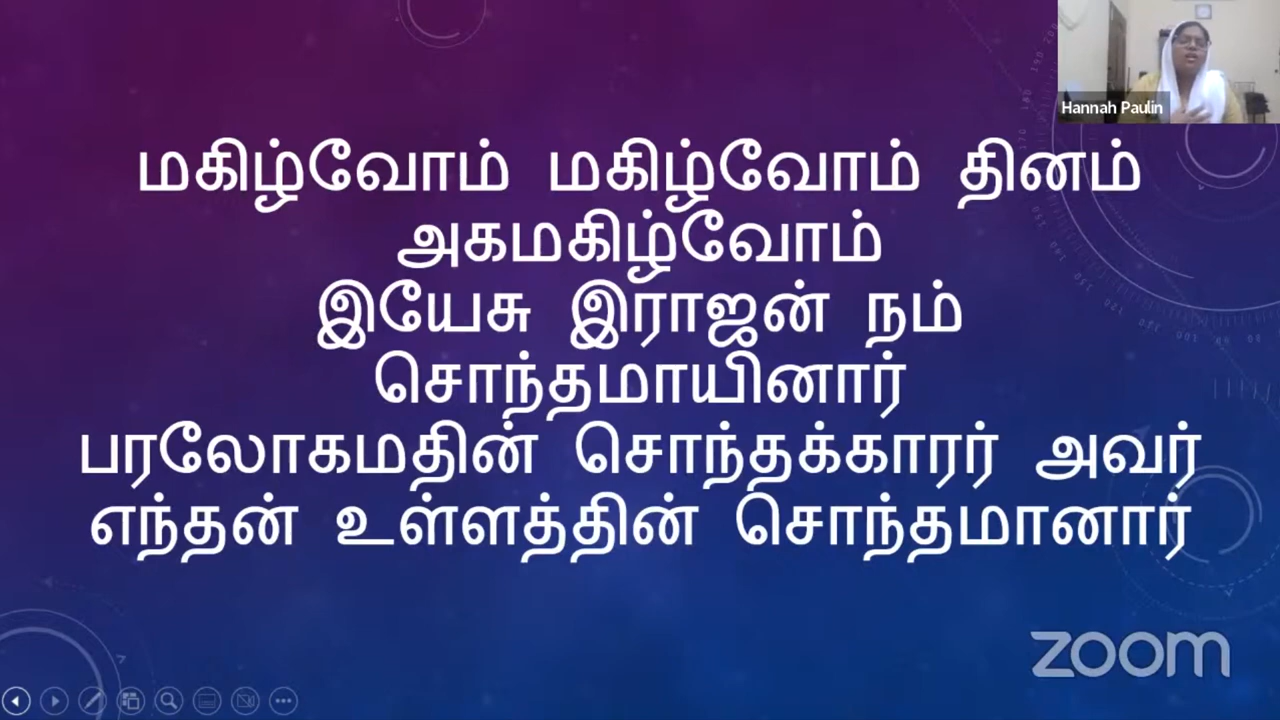 Hannah Paulin
மகிழ்வோம் மகிழ்வோம் தினம்
அகமகிழ்வோம்
இயேசு இராஜன் நம்
சொந்தமாயினார்
பரலோகமதின் சொந்தக்காரர் அவர்
எந்தன் உள்ளத்தின் சொந்தமானார்
zoom